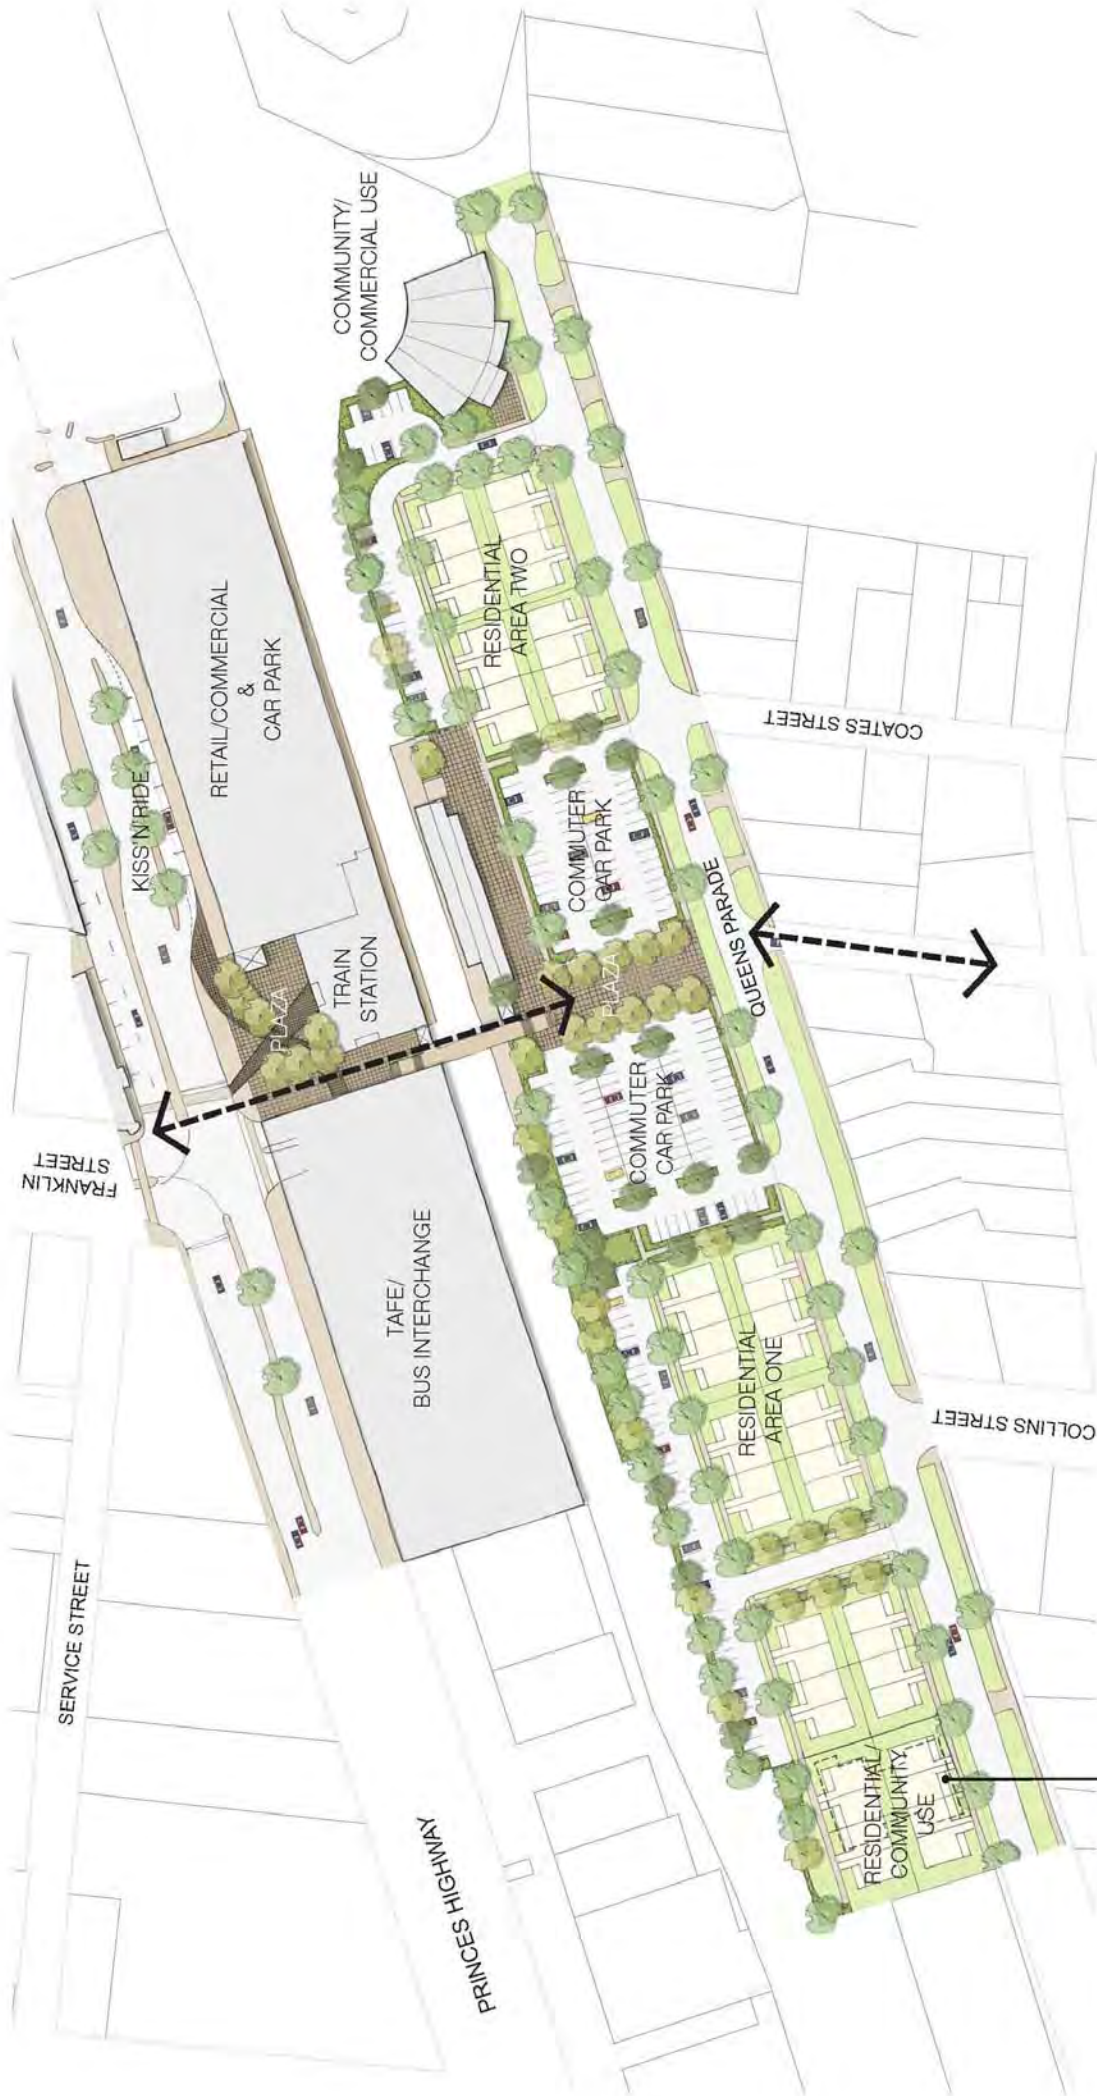 COMMUNITY/
COMMERCIAL USE
KISS'N'RIDE
RETAIL/COMMERCIAL
&
CAR PARK
RESIDENTIAL
AREA TWO
COATES STREET
TRAIN
STATION
PLAZA
COMMUTER
CAR PARK
QUEENS PARADE
PLAZA
FRANKLIN
STREET
COMMUTER
CAR PARK
TAFE/
BUS INTERCHANGE
RESIDENTIAL
AREA ONE
COLLINS STREET
SERVICE STREET
PRINCES HIGHWAY
RESIDENTIAL/
COMMUNITY
USE